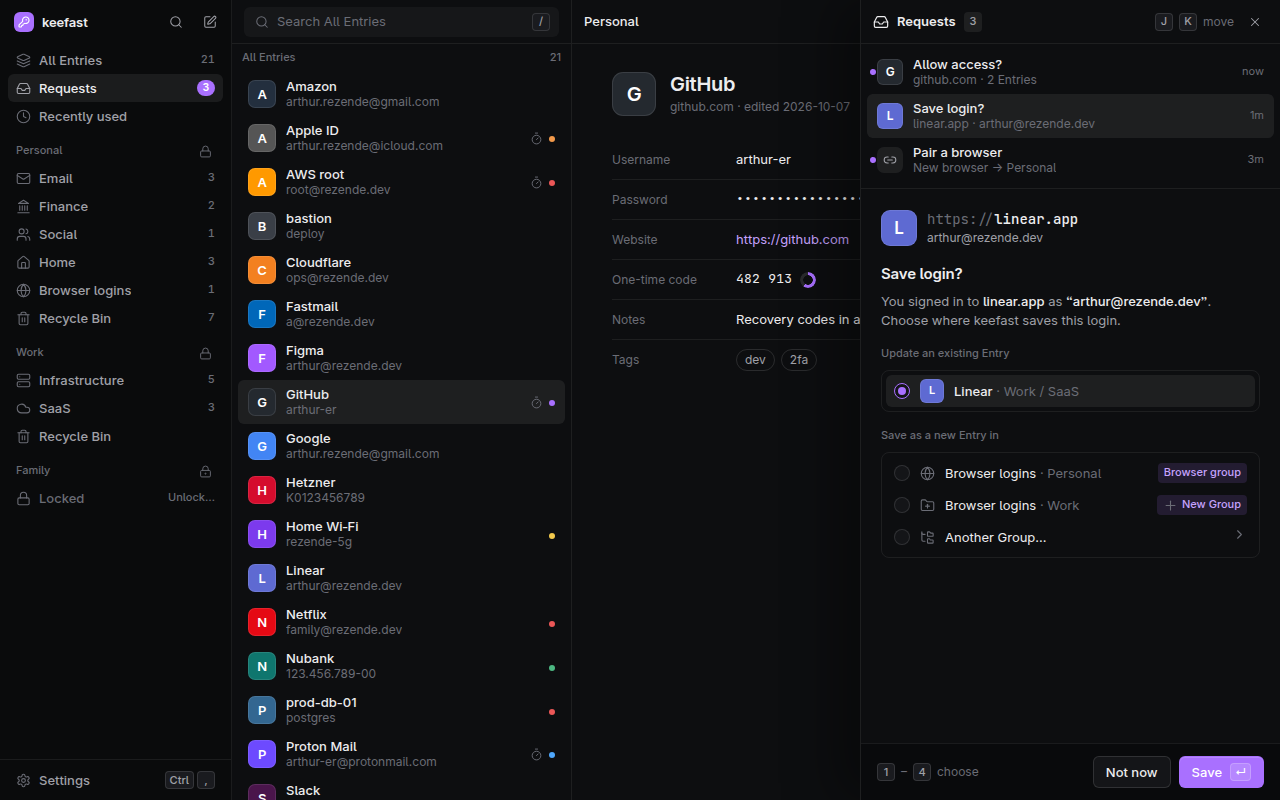 keefast
All Entries 21
Requests 3
Recently used
Personal
Email 3
Finance 2
Social 1
Home 3
Browser logins 1
Recycle Bin 7
Work
Infrastructure 5
SaaS 3
Recycle Bin
Family
Locked Unlock...
Settings Ctrl ,
Search All Entries /
All Entries 21
A Amazon
arthur.rezende@gmail.com
A Apple ID
arthur.rezende@icloud.com
A AWS root
root@rezende.dev
B bastion
deploy
C Cloudflare
ops@rezende.dev
F Fastmail
a@rezende.dev
F Figma
arthur@rezende.dev
G GitHub
arthur-er
G Google
arthur.rezende@gmail.com
H Hetzner
K0123456789
H Home Wi-Fi
rezende-5g
L Linear
arthur@rezende.dev
N Netflix
family@rezende.dev
N Nubank
123.456.789-00
P prod-db-01
postgres
P Proton Mail
arthur-er@protonmail.com
S Slack
Personal
G GitHub
github.com · edited 2026-10-07
Username arthur-er
Password ••••••••••••••••
Website https://github.com
One-time code 482 913
Notes Recovery codes in a
Tags dev 2fa
Requests 3 J K move
G Allow access? now
github.com · 2 Entries
L Save login? 1m
linear.app · arthur@rezende.dev
Pair a browser 3m
New browser → Personal
L https://linear.app
arthur@rezende.dev
Save login?
You signed in to linear.app as “arthur@rezende.dev”.
Choose where keefast saves this login.
Update an existing Entry
L Linear · Work / SaaS
Save as a new Entry in
Browser logins · Personal Browser group
Browser logins · Work + New Group
Another Group...
1 – 4 choose Not now Save ↵